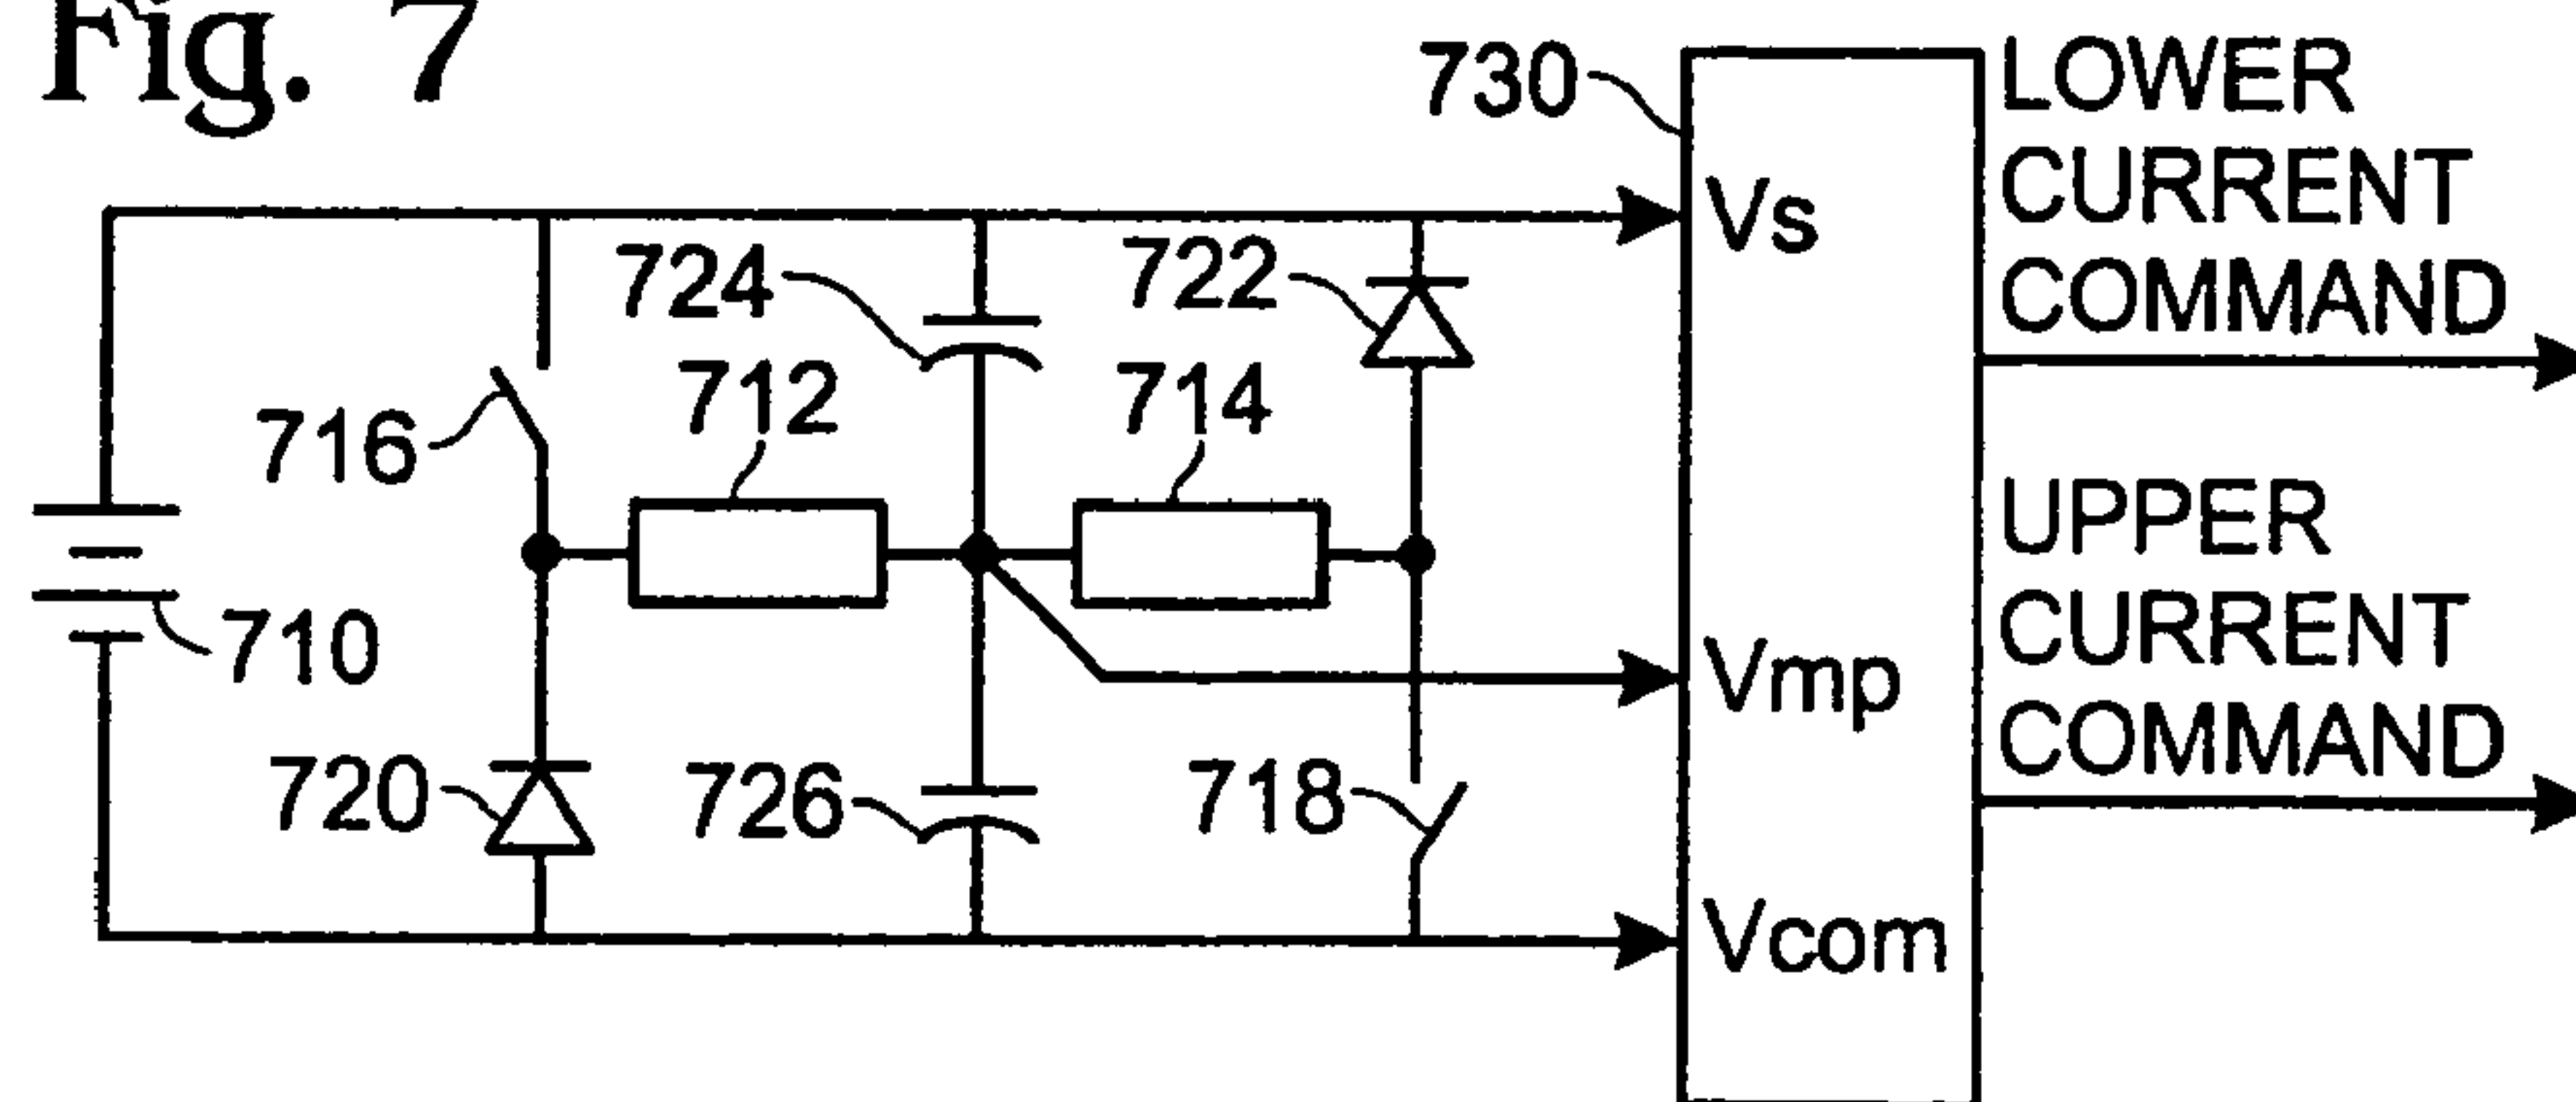 Fig. 7
730
LOWER
CURRENT
COMMAND
Vs
724
722
712
714
716
710
UPPER
CURRENT
COMMAND
Vmp
720
726
718
Vcom